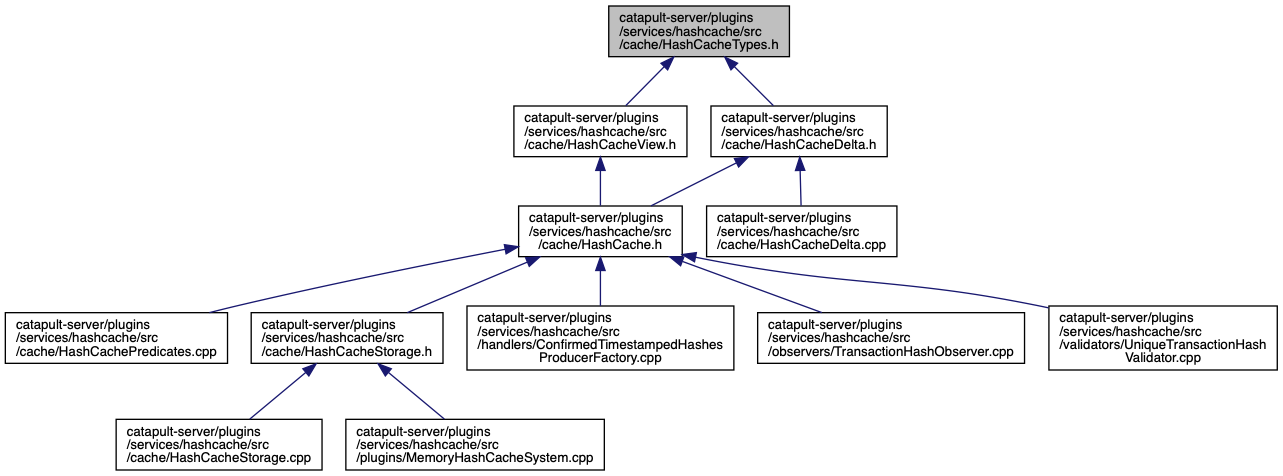 catapult-server/plugins
/services/hashcache/src
/cache/HashCacheTypes.h
catapult-server/plugins
/services/hashcache/src
/cache/HashCacheView.h
catapult-server/plugins
/services/hashcache/src
/cache/HashCacheDelta.h
catapult-server/plugins
/services/hashcache/src
/cache/HashCache.h
catapult-server/plugins
/services/hashcache/src
/cache/HashCacheDelta.cpp
catapult-server/plugins
/services/hashcache/src
/cache/HashCachePredicates.cpp
catapult-server/plugins
/services/hashcache/src
/cache/HashCacheStorage.h
catapult-server/plugins
/services/hashcache/src
/handlers/ConfirmedTimestampedHashes
ProducerFactory.cpp
catapult-server/plugins
/services/hashcache/src
/observers/TransactionHashObserver.cpp
catapult-server/plugins
/services/hashcache/src
/validators/UniqueTransactionHash
Validator.cpp
catapult-server/plugins
/services/hashcache/src
/cache/HashCacheStorage.cpp
catapult-server/plugins
/services/hashcache/src
/plugins/MemoryHashCacheSystem.cpp